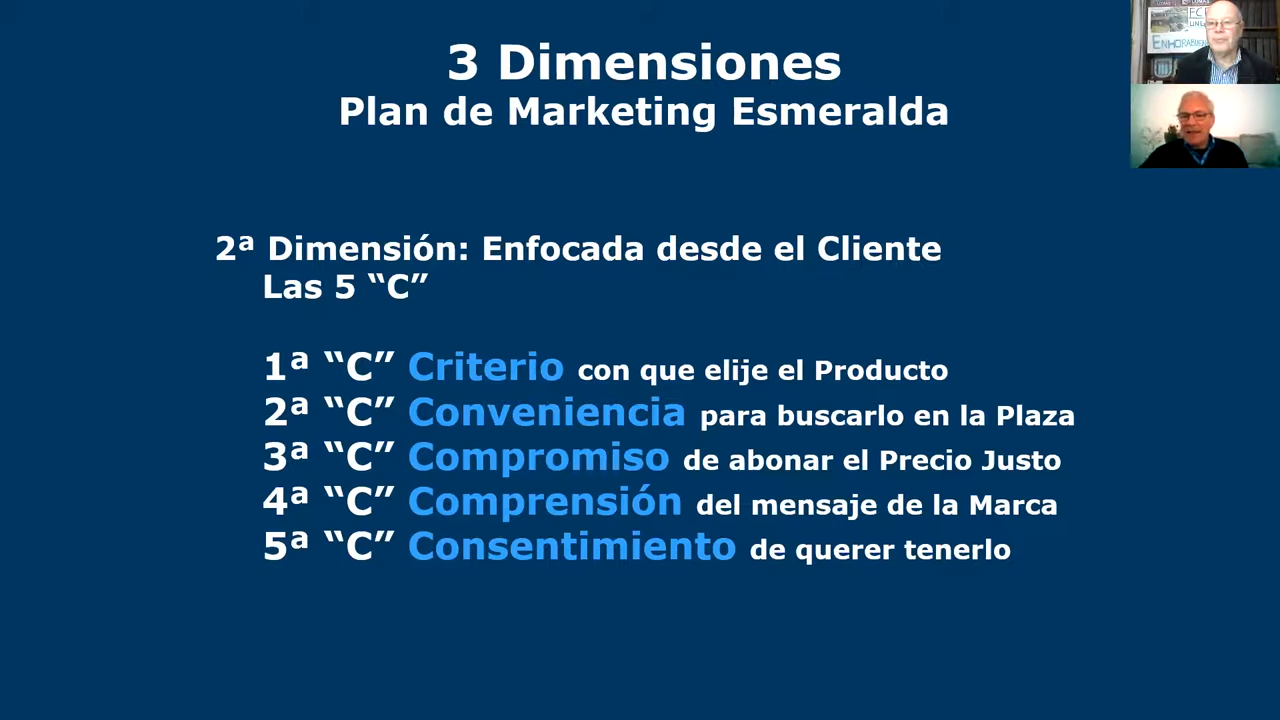 3 Dimensiones
Plan de Marketing Esmeralda
2ª Dimensión: Enfocada desde el Cliente
Las 5 “C”
1ª “C” Criterio con que elije el Producto
2ª “C” Conveniencia para buscarlo en la Plaza
3ª “C” Compromiso de abonar el Precio Justo
4ª “C” Comprensión del mensaje de la Marca
5ª “C” Consentimiento de querer tenerlo